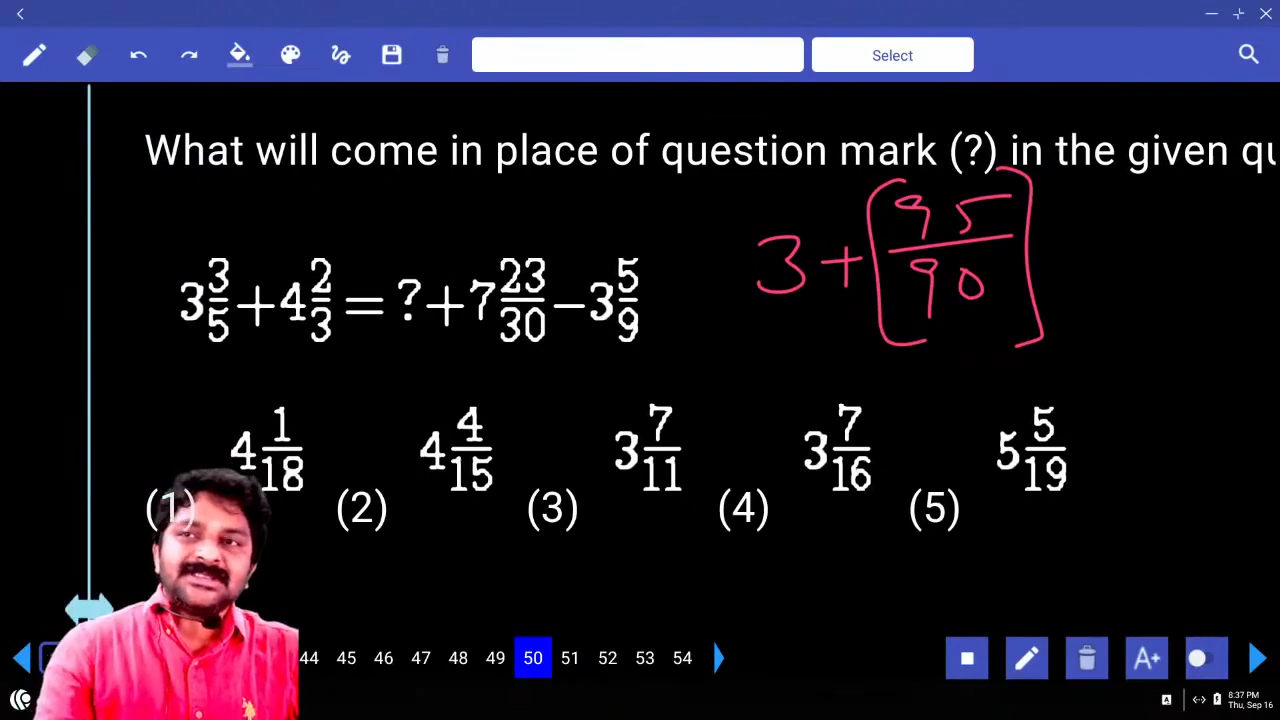 Select
What will come in place of question mark (?) in the given qu
3 + [95/90]
3 3/5 + 4 2/3 = ? + 7 23/30 − 3 5/9
(1) 4 1/18 (2) 4 4/15 (3) 3 7/11 (4) 3 7/16 (5) 5 5/19
44 45 46 47 48 49 50 51 52 53 54
A+
A
8:37 PM
Thu, Sep 16